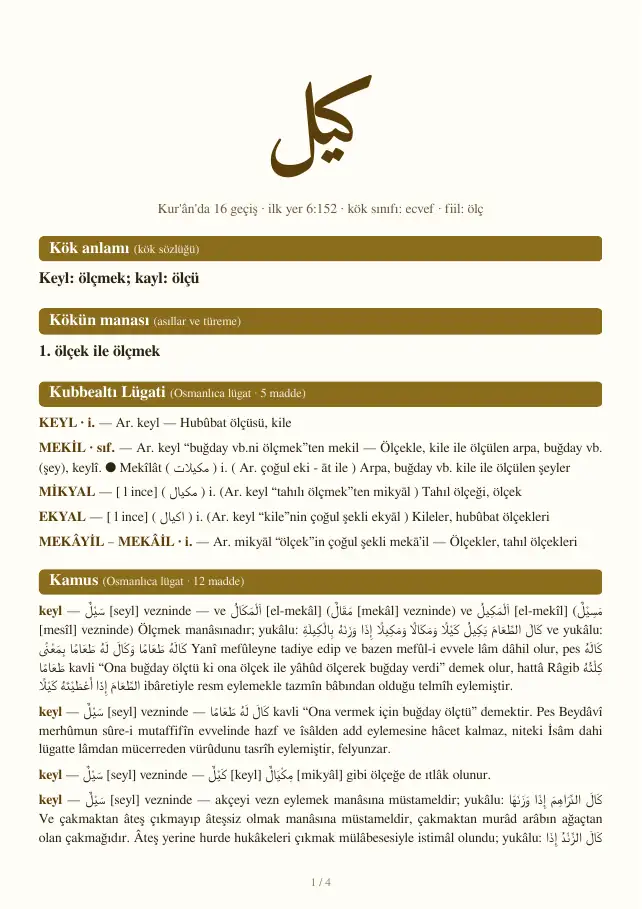 كيل
Kur'ân'da 16 geçiş · ilk yer 6:152 · kök sınıfı: ecvef · fiil: ölç
Kök anlamı (kök sözlüğü)
Keyl: ölçmek; kayl: ölçü
Kökün manası (asıllar ve türeme)
1. ölçek ile ölçmek
Kubbealtı Lügati (Osmanlıca lügat · 5 madde)
KEYL · i. — Ar. keyl — Hubûbat ölçüsü, kile
MEKİL · sıf. — Ar. keyl “buğday vb.ni ölçmek”ten mekil — Ölçekle, kile ile ölçülen arpa, buğday vb.
(şey), keylî. ● Mekîlât ( مكيلات ) i. ( Ar. çoğul eki - āt ile ) Arpa, buğday vb. kile ile ölçülen şeyler
MİKYAL — [ l ince] ( مكيال ) i. (Ar. keyl “tahılı ölçmek”ten mikyāl ) Tahıl ölçeği, ölçek
EKYAL — [ l ince] ( اكيال ) i. (Ar. keyl “kile”nin çoğul şekli ekyāl ) Kileler, hubûbat ölçekleri
MEKÂYİL – MEKÂİL · i. — Ar. mikyāl “ölçek”in çoğul şekli mekā'il — Ölçekler, tahıl ölçekleri
Kamus (Osmanlıca lügat · 12 madde)
keyl — سَيْلٌ [seyl] vezninde — ve اَلْمَكَالُ [el-mekâl] (مَقَالٌ [mekâl] vezninde) ve اَلْمَكِيلُ [el-mekîl] (مَسِيْلٌ
[mesîl] vezninde) Ölçmek manâsınadır; yukâlu: كَالَ الطَّعَامَ يَكِيلُ كَيْلًا وَمَكَالًا وَمَكِيلًا إِذَا وَزَنَهُ بِالْكَيْلَةِ ve yukâlu:
كَالَهُ طَعَامًا وَكَالَ لَهُ طَعَامًا بِمَعْنًى Yanî mefûleyne tadiye edip ve bazen mefûl-i evvele lâm dâhil olur, pes كَالَهُ
طَعَامًا kavli “Ona buğday ölçtü ki ona ölçek ile yâhûd ölçerek buğday verdi” demek olur, hattâ Râgib كِلْتُهُ
الطَّعَامَ إِذَا أَعْطَيْتَهُ كَيْلًا ibâretiyle resm eylemekle tazmîn bâbından olduğu telmîh eylemiştir.
keyl — سَيْلٌ [seyl] vezninde — كَالَ لَهُ طَعَامًا kavli “Ona vermek için buğday ölçtü” demektir. Pes Beydâvî
merhûmun sûre-i mutaffifîn evvelinde hazf ve îsâlden add eylemesine hâcet kalmaz, niteki İsâm dahi
lügatte lâmdan mücerreden vürûdunu tasrîh eylemiştir, felyunzar.
keyl — سَيْلٌ [seyl] vezninde — كَيْلٌ [keyl] مِكْيَالٌ [mikyâl] gibi ölçeğe de ıtlâk olunur.
keyl — سَيْلٌ [seyl] vezninde — akçeyi vezn eylemek manâsına müstameldir; yukâlu: كَالَ الدَّرَاهِمَ إِذَا وَزَنَهَا
Ve çakmaktan âteş çıkmayıp âteşsiz olmak manâsına müstameldir, çakmaktan murâd arâbın ağaçtan
olan çakmağıdır. Âteş yerine hurde hukâkeleri çıkmak mülâbesesiyle istimâl olundu; yukâlu: كَالَ الزَّنْدُ إِذَا
1 / 4